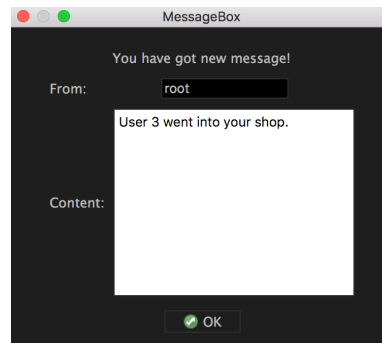 MessageBox
You have got new message!
From: root
User 3 went into your shop.
Content:
OK